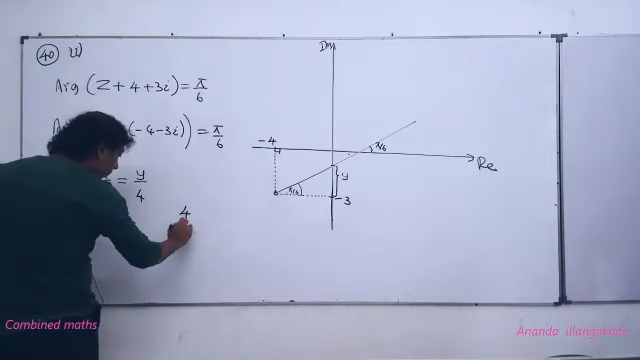 40 ii)
Arg (Z + 4 + 3i) = π/6
(-4-3i)) = π/6
= y/4
4
Im
-4
π/6
Re
y
π/6
-3
Combined maths
Ananda